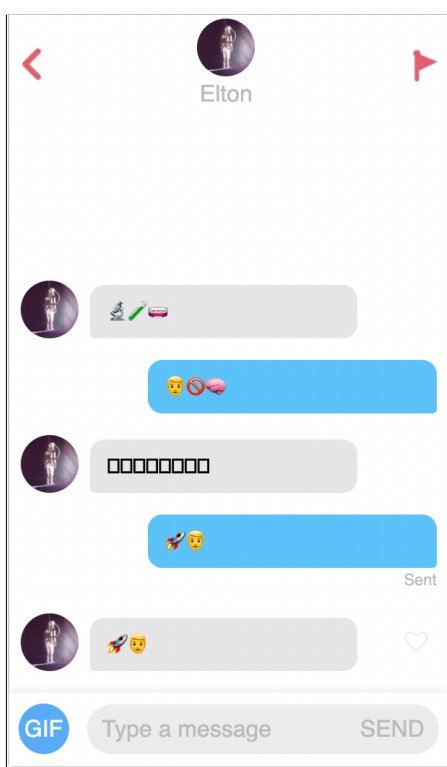 Elton
🔬🧪🧫
👨🚫🧠
□□□□□□□□
🚀👨
Sent
🚀👨
GIF
Type a message
SEND